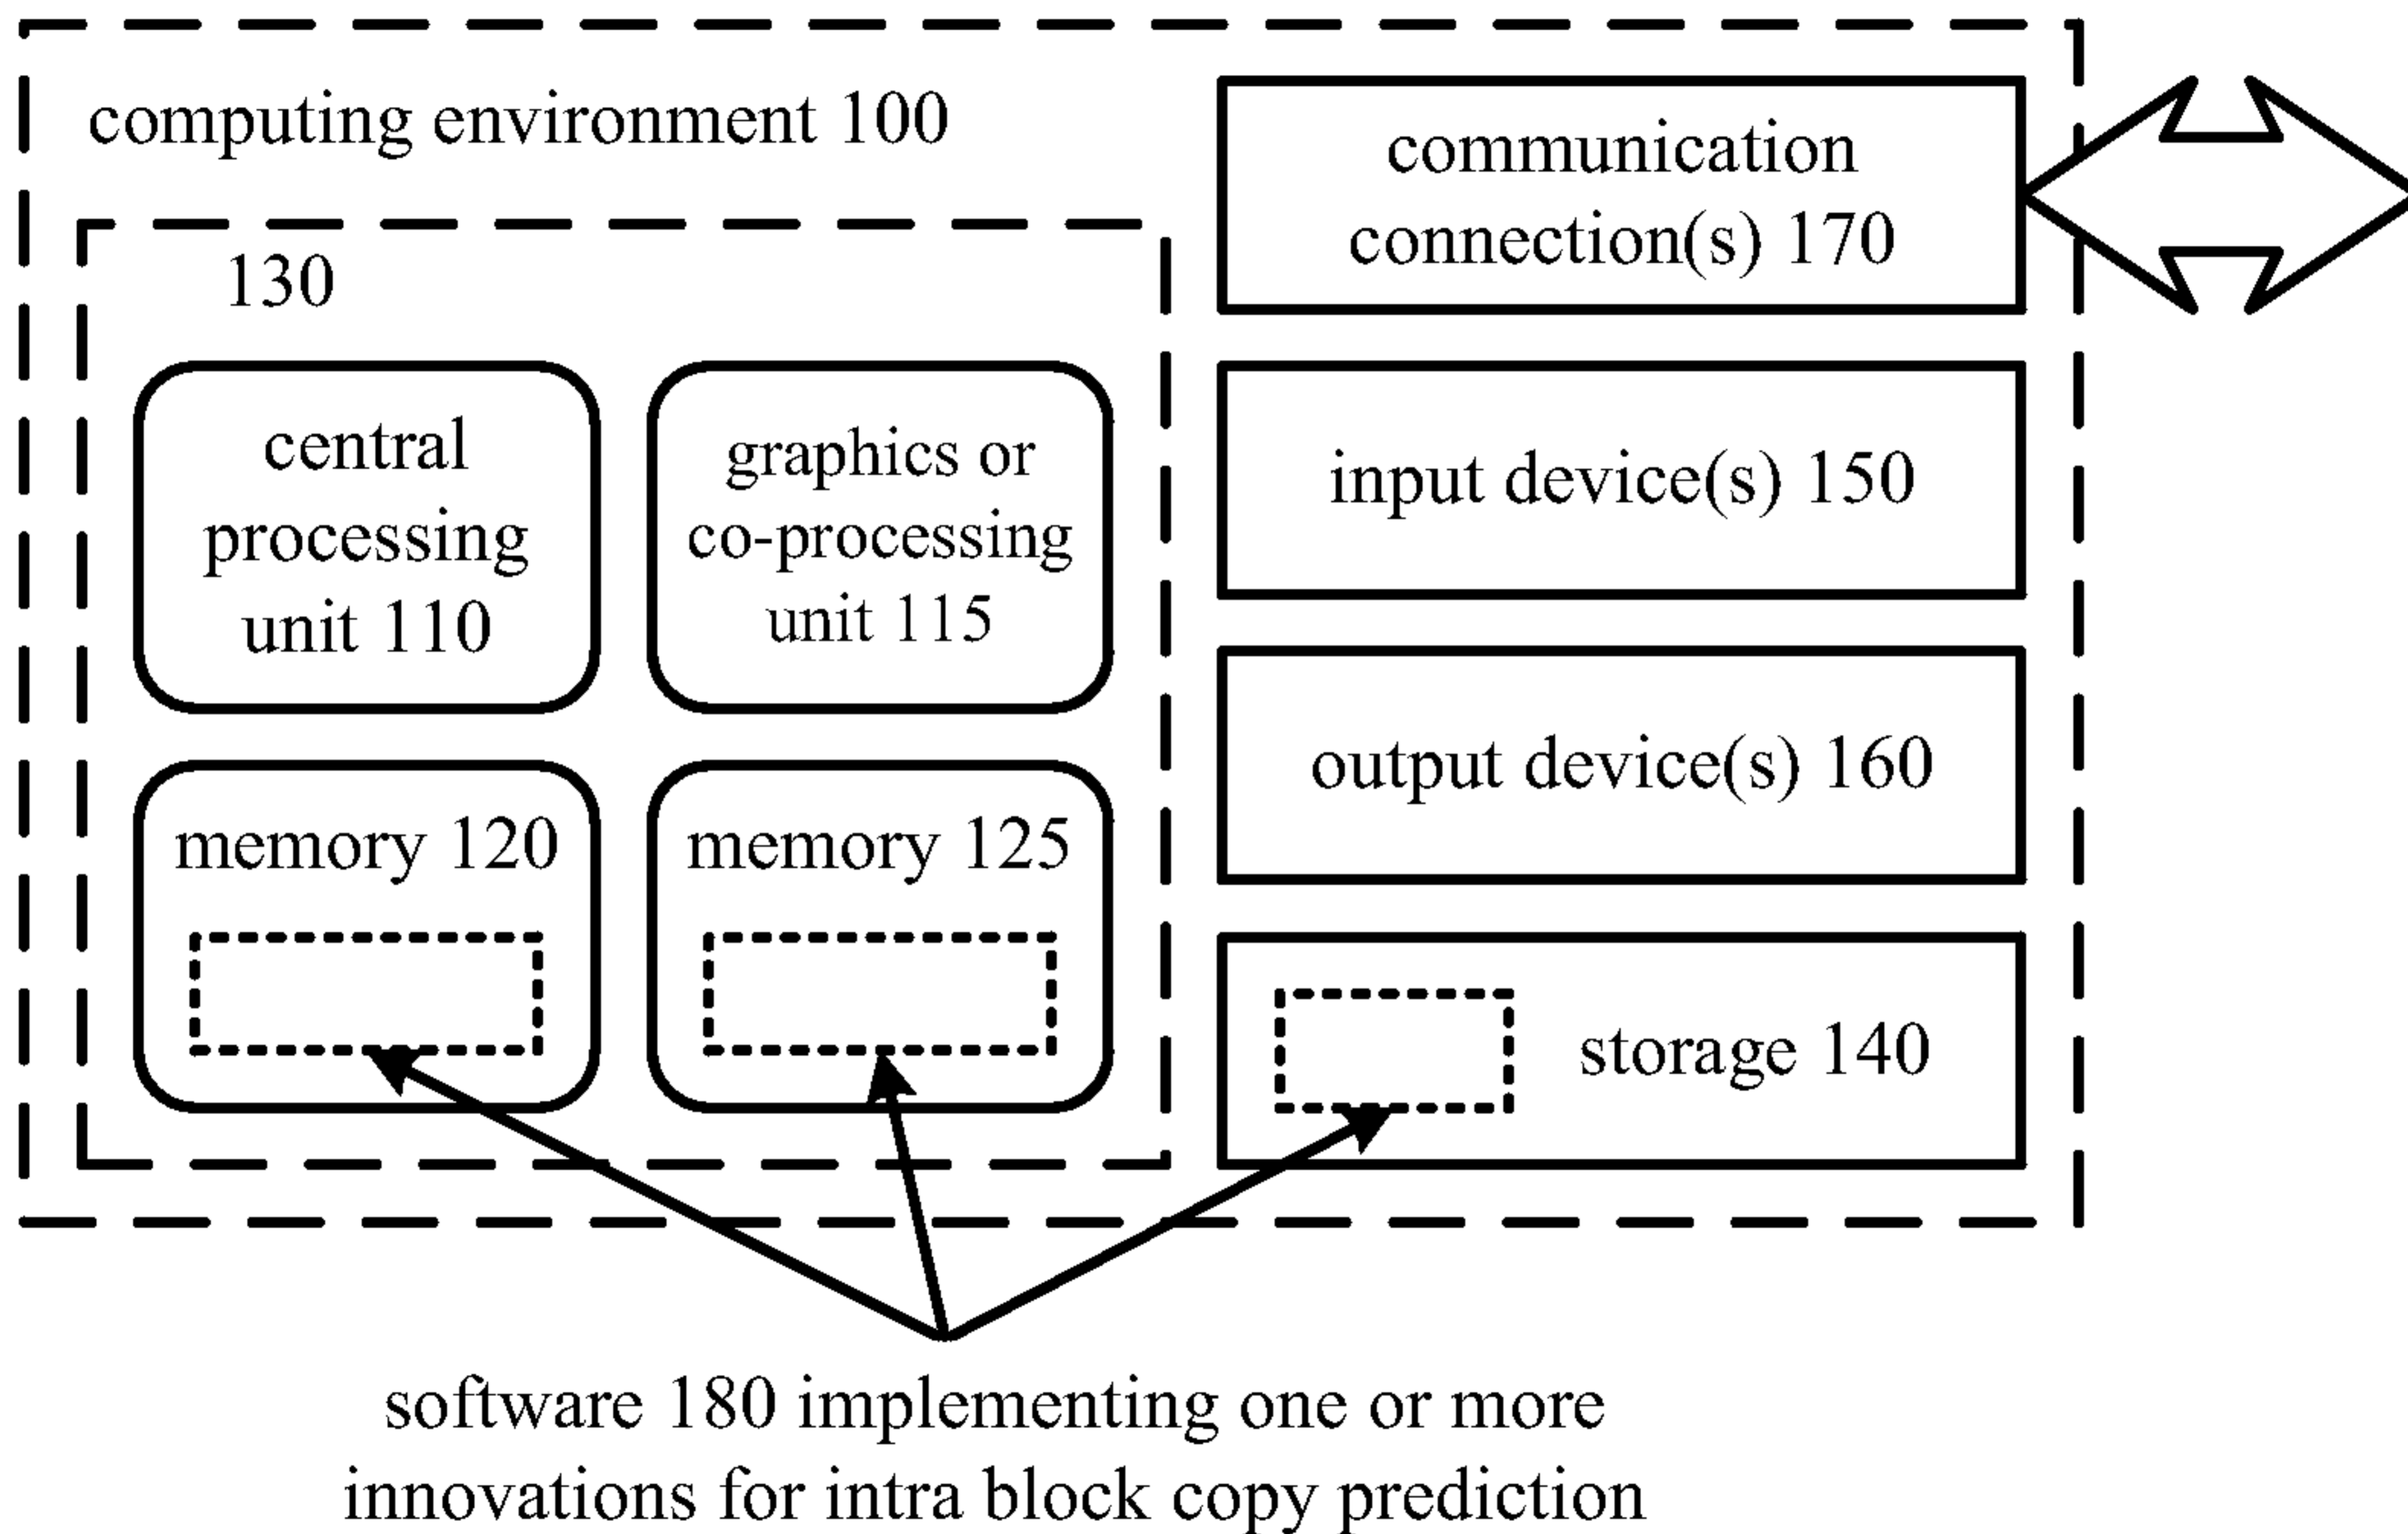 computing environment 100
130
central
processing
unit 110
graphics or
co-processing
unit 115
memory 120
memory 125
communication
connection(s) 170
input device(s) 150
output device(s) 160
storage 140
software 180 implementing one or more
innovations for intra block copy prediction